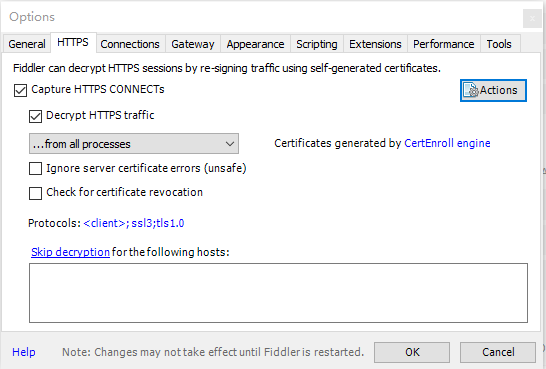 Options
General HTTPS Connections Gateway Appearance Scripting Extensions Performance Tools
Fiddler can decrypt HTTPS sessions by re-signing traffic using self-generated certificates.
Capture HTTPS CONNECTs
Actions
Decrypt HTTPS traffic
...from all processes
Certificates generated by CertEnroll engine
Ignore server certificate errors (unsafe)
Check for certificate revocation
Protocols: <client>;ssl3;tls1.0
Skip decryption for the following hosts:
Help Note: Changes may not take effect until Fiddler is restarted. OK Cancel